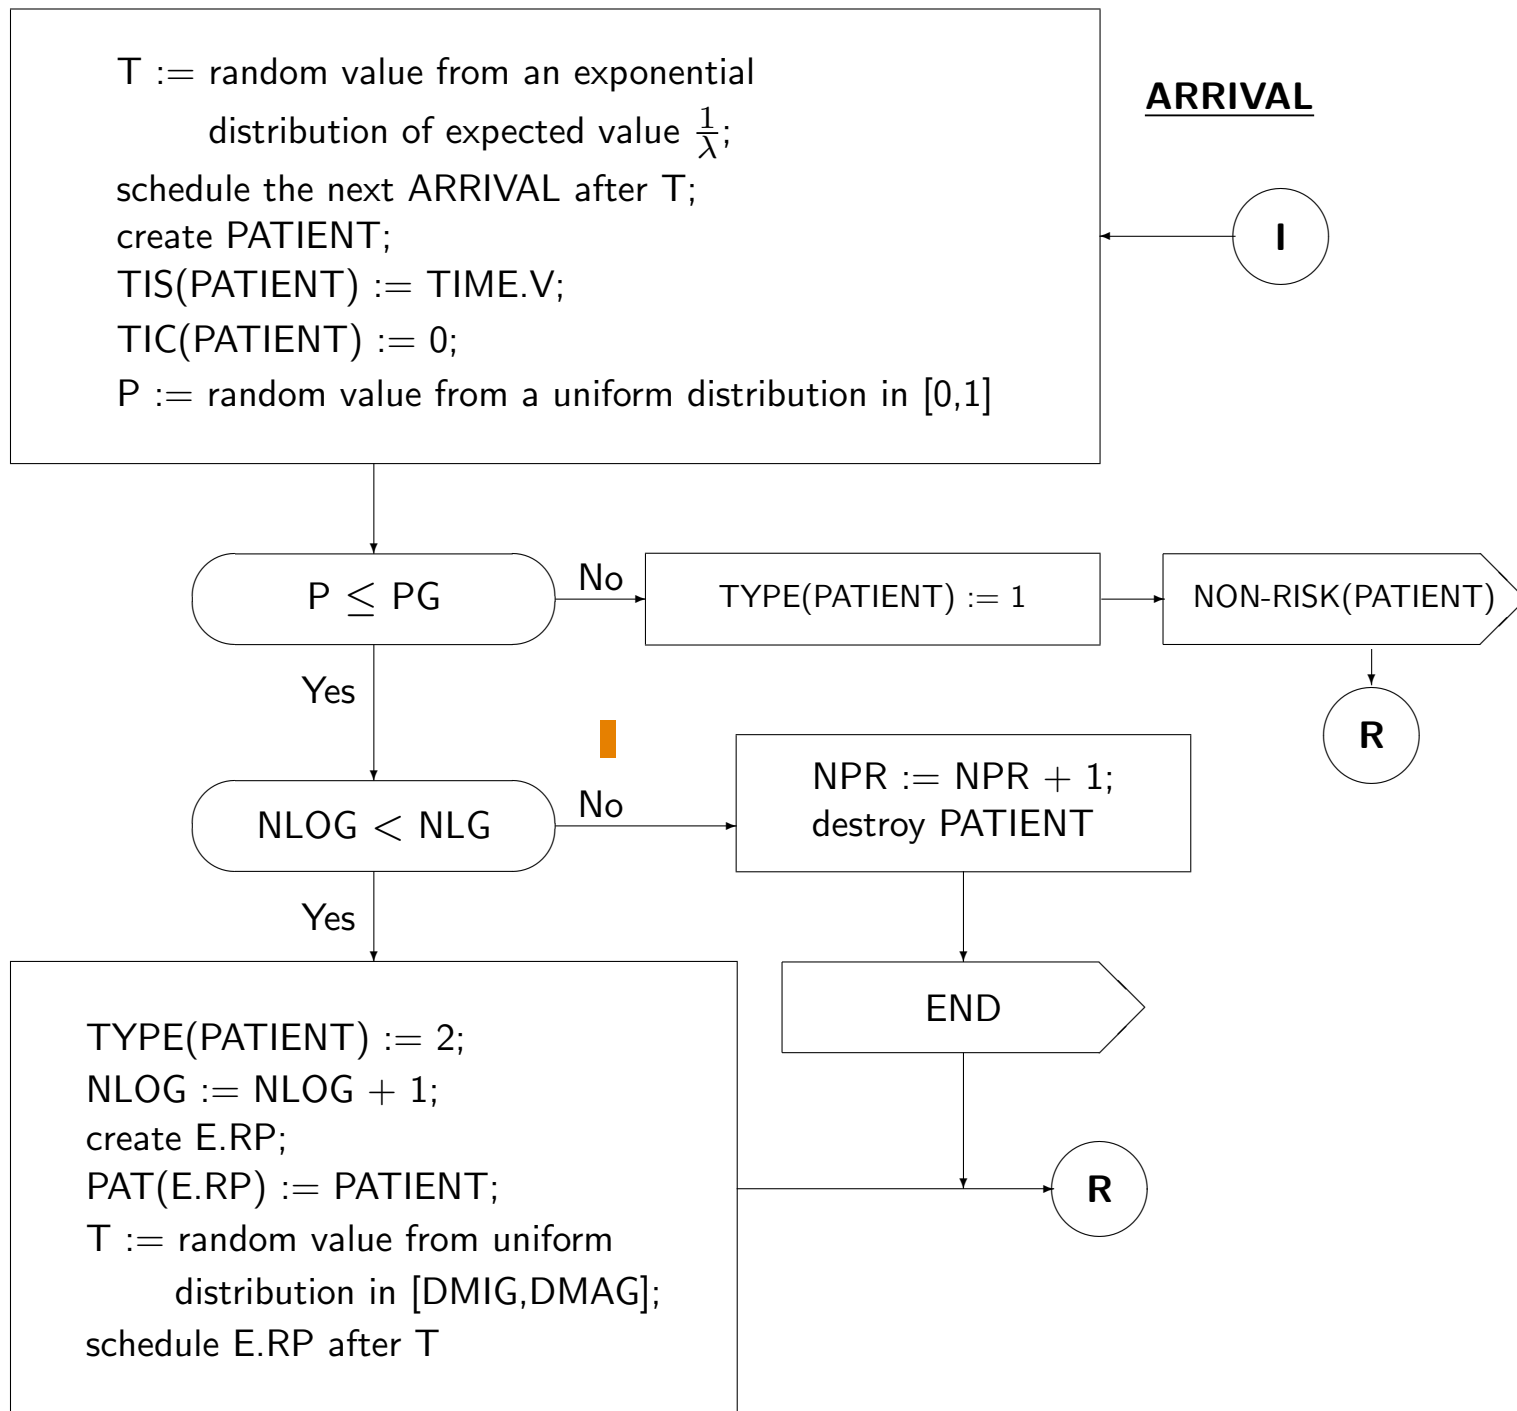 T := random value from an exponential
distribution of expected value 1/λ;
schedule the next ARRIVAL after T;
create PATIENT;
TIS(PATIENT) := TIME.V;
TIC(PATIENT) := 0;
P := random value from a uniform distribution in [0,1]
ARRIVAL
I
P ≤ PG
No
TYPE(PATIENT) := 1
NON-RISK(PATIENT)
Yes
R
NLOG < NLG
No
NPR := NPR + 1;
destroy PATIENT
Yes
END
TYPE(PATIENT) := 2;
NLOG := NLOG + 1;
create E.RP;
PAT(E.RP) := PATIENT;
T := random value from uniform
distribution in [DMIG,DMAG];
schedule E.RP after T
R